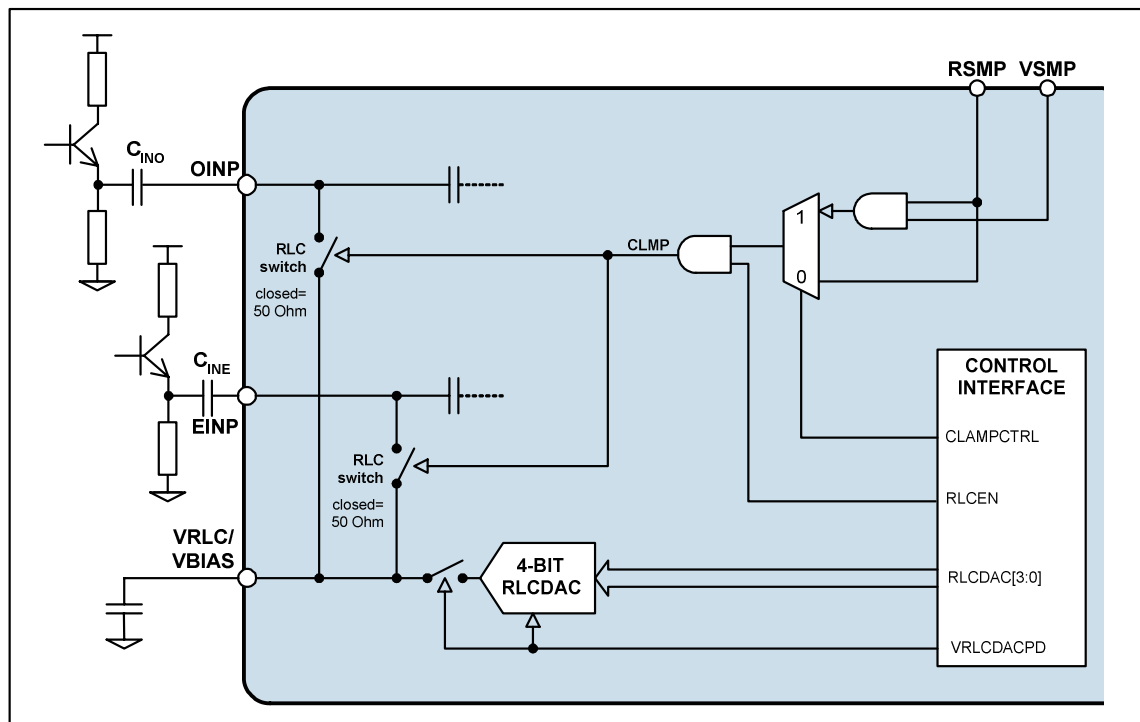 RSMP VSMP
C_INO
OINP
1
0
CLMP
RLC
switch
closed=
50 Ohm
C_INE
EINP
RLC
switch
closed=
50 Ohm
CONTROL
INTERFACE
CLAMPCTRL
RLCEN
RLCDAC[3:0]
VRLCDACPD
VRLC/
VBIAS
4-BIT
RLCDAC